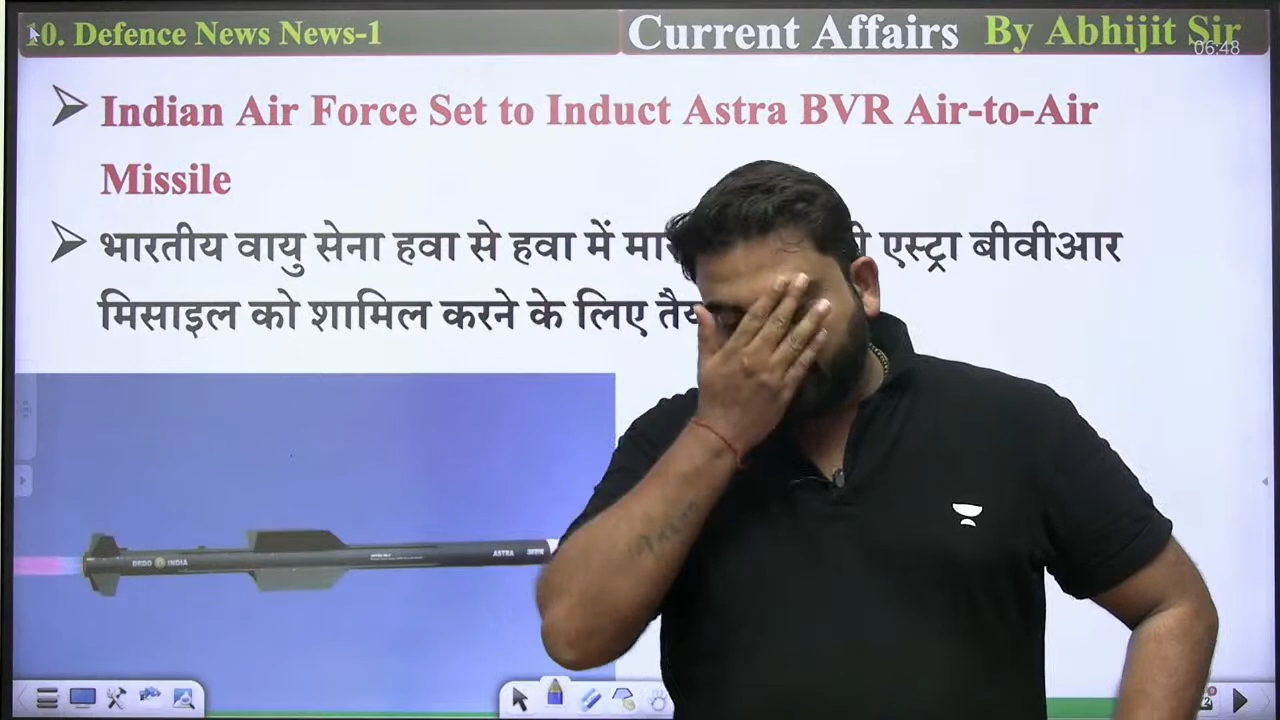 10. Defence News News-1
Current Affairs By Abhijit Sir
06:48
Indian Air Force Set to Induct Astra BVR Air-to-Air
Missile
भारतीय वायु सेना हवा से हवा में एस्ट्रा बीवीआर
मिसाइल को शामिल करने के लिए
DRDO INDIA
ASTRA